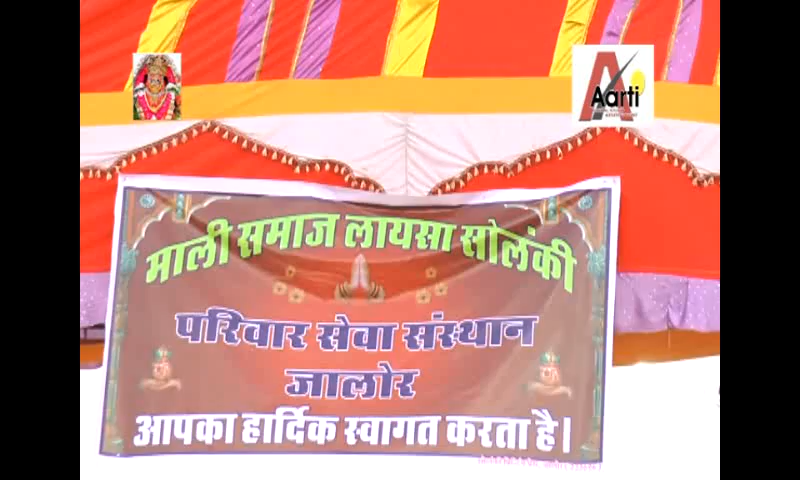 Aarti
माली समाज लायसा सोलंकी
परिवार सेवा संस्थान
जालोर
आपका हार्दिक स्वागत करता है।